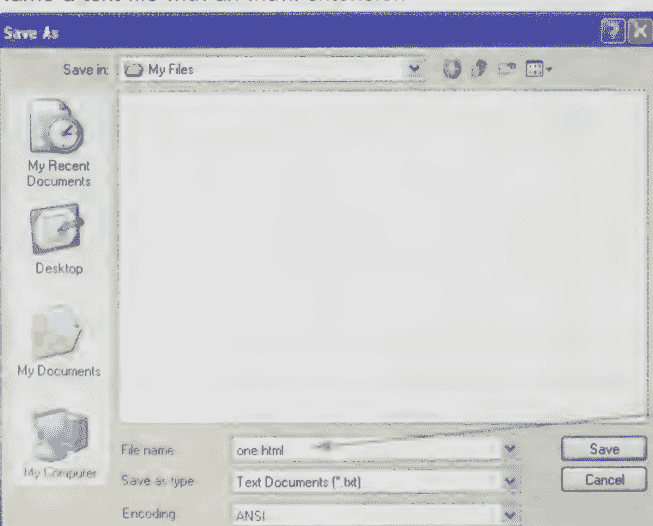 Save As
Save in: My Files
My Recent
Documents
Desktop
My Documents
My Computer
File name one.html Save
Save as type Text Documents (*.txt) Cancel
Encoding ANSI